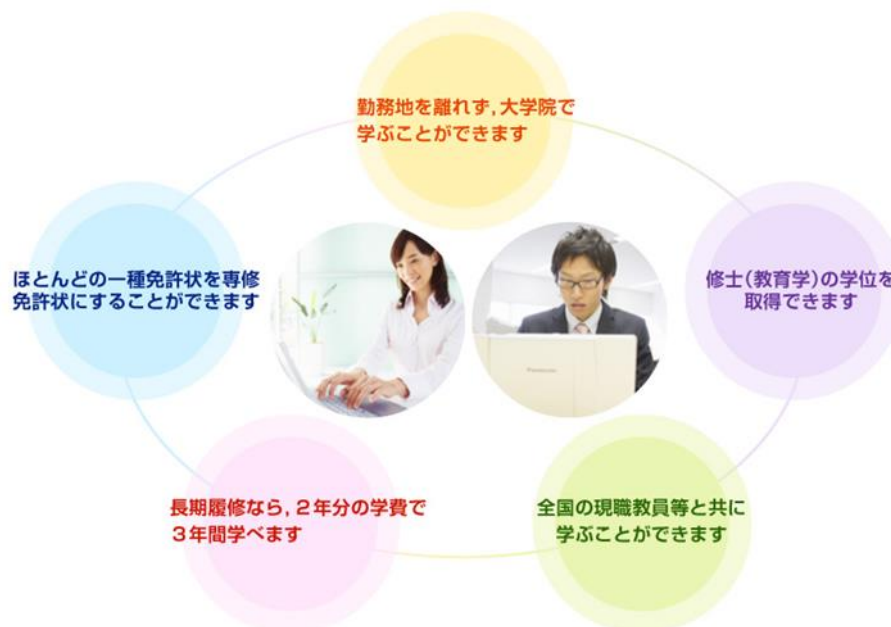 勤務地を離れず,大学院で
学ぶことができます
ほとんどの一種免許状を専修
免許状にすることができます
修士(教育学)の学位を
取得できます
Panasonic
長期履修なら,2年分の学費で
3年間学べます
全国の現職教員等と共に
学ぶことができます